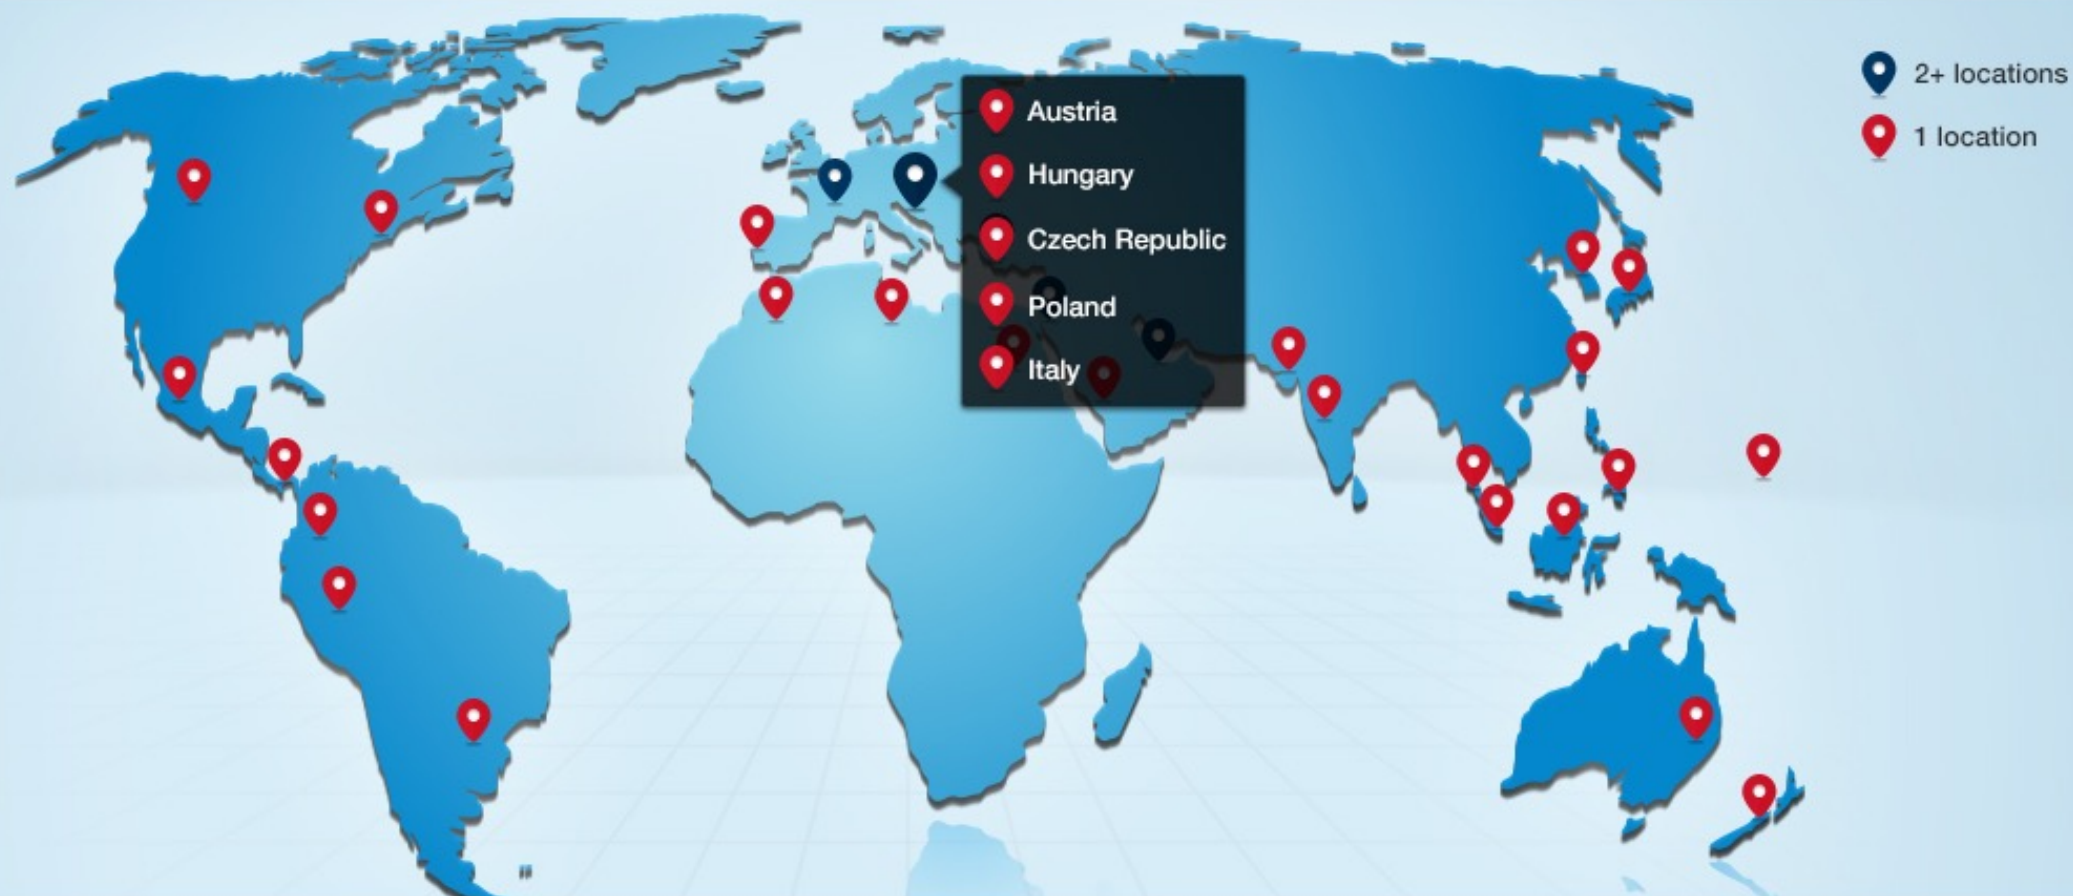 2+ locations
1 location
Austria
Hungary
Czech Republic
Poland
Italy